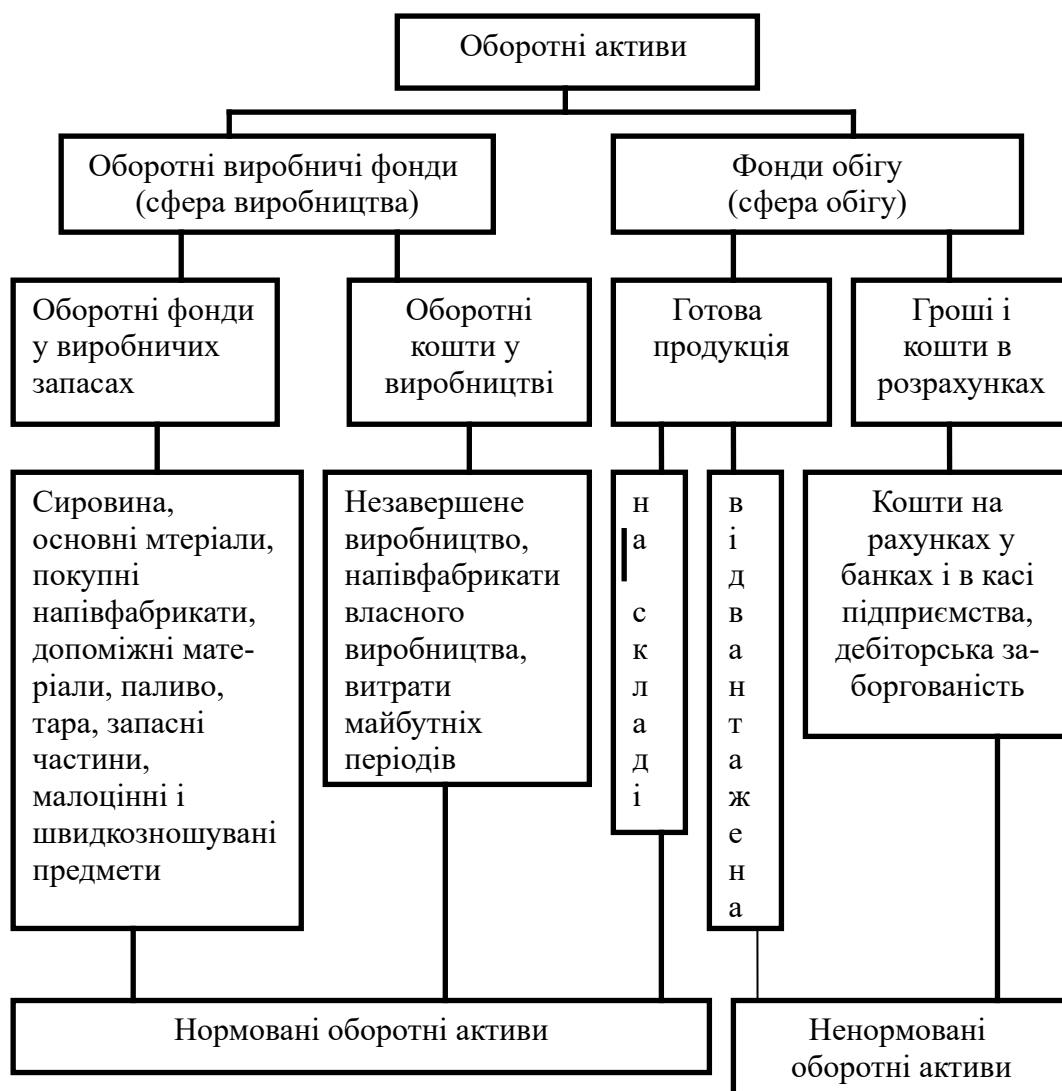 Оборотні активи
Оборотні виробничі фонди
(сфера виробництва)
Фонди обігу
(сфера обігу)
Оборотні фонди
у виробничих
запасах
Оборотні
кошти у
виробництві
Готова
продукція
Гроші і
кошти в
розрахунках
Сировина,
основні мтеріали,
покупні
напівфабрикати,
допоміжні мате-
ріали, паливо,
тара, запасні
частини,
малоцінні і
швидкозношувані
предмети
Незавершене
виробництво,
напівфабрикати
власного
виробництва,
витрати
майбутніх
періодів
на складі
відвантажена
Кошти на
рахунках у
банках і в касі
підприємства,
дебіторська за-
боргованість
Нормовані оборотні активи
Ненормовані
оборотні активи